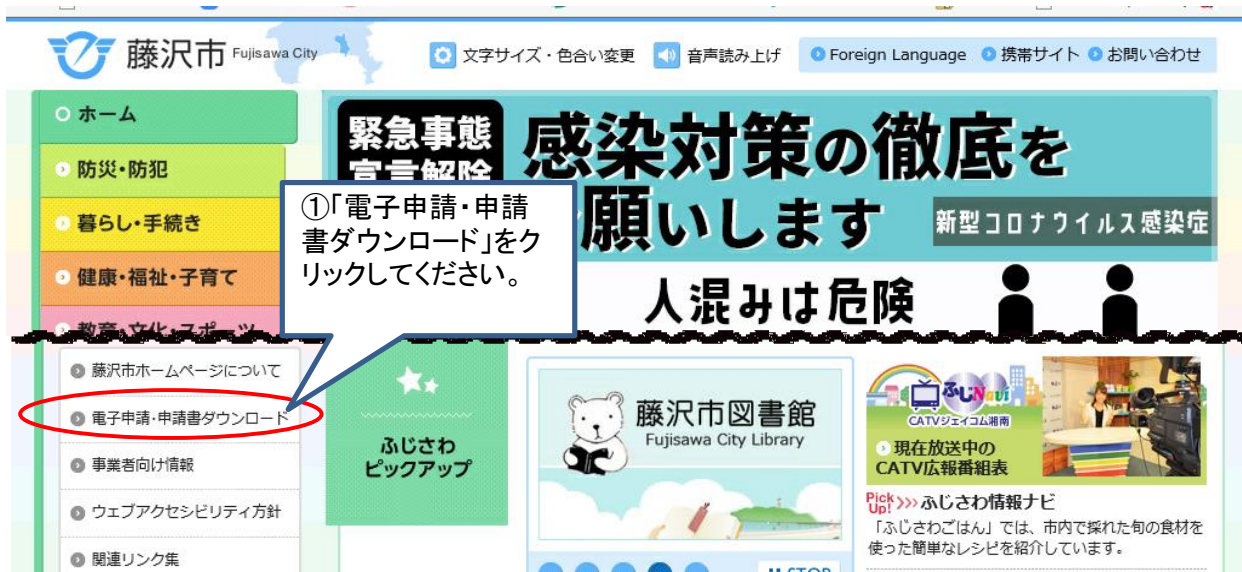 藤沢市 Fujisawa City
文字サイズ・色合い変更
音声読み上げ
Foreign Language
携帯サイト
お問い合わせ
ホーム
防災・防犯
暮らし・手続き
健康・福祉・子育て
教育・文化・スポーツ
緊急事態
宣言解除
感染対策の徹底を
願いします
新型コロナウイルス感染症
人混みは危険
①「電子申請・申請
書ダウンロード」をク
リックしてください。
藤沢市ホームページについて
電子申請・申請書ダウンロード
事業者向け情報
ウェブアクセシビリティ方針
関連リンク集
ふじさわ
ピックアップ
藤沢市図書館
Fujisawa City Library
STOP
ふじNavi
CATVジェイコム湘南
現在放送中の
CATV広報番組表
Pick Up! >>> ふじさわ情報ナビ
「ふじさわごはん」では、市内で採れた旬の食材を
使った簡単なレシピを紹介しています。